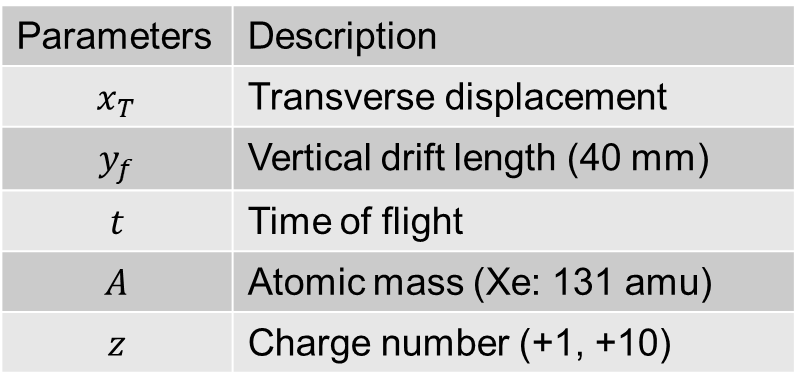 Parameters Description
x_T Transverse displacement
y_f Vertical drift length (40 mm)
t Time of flight
A Atomic mass (Xe: 131 amu)
z Charge number (+1, +10)